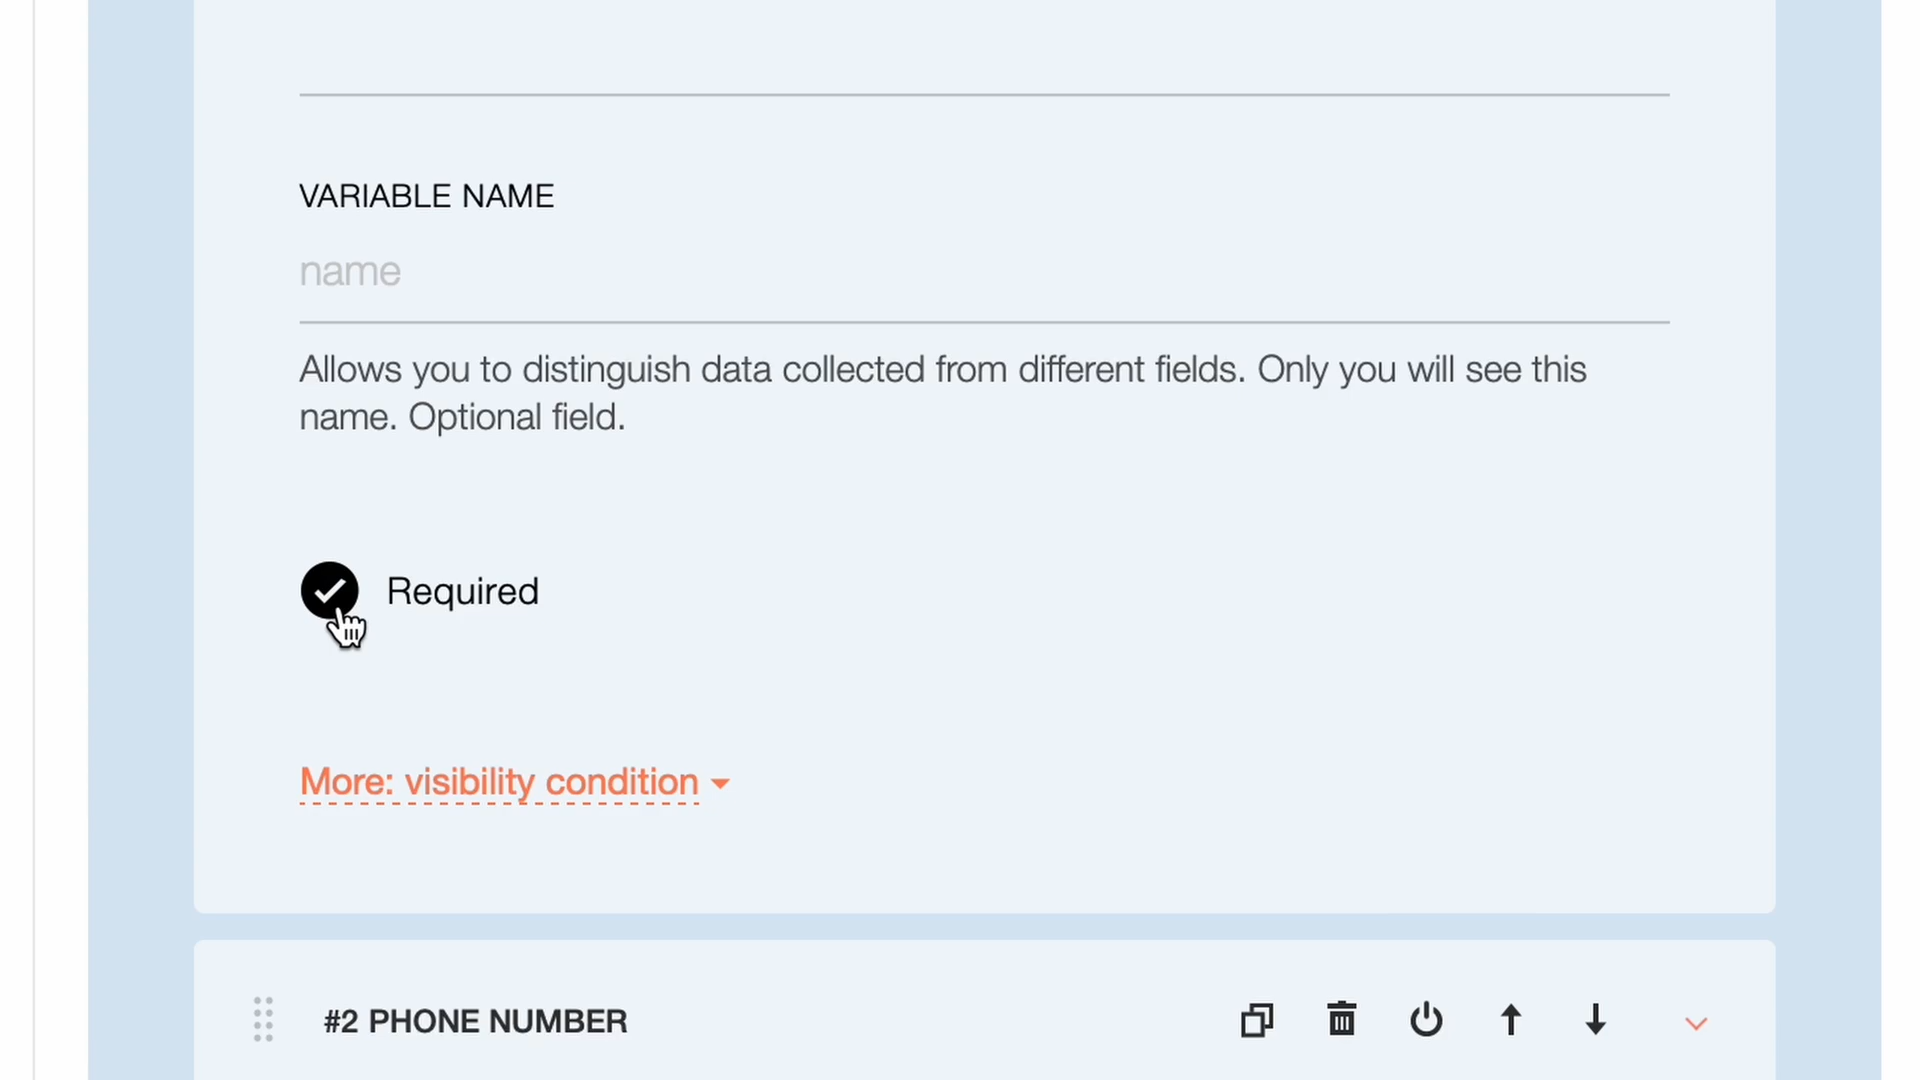 VARIABLE NAME
name
Allows you to distinguish data collected from different fields. Only you will see this
name. Optional field.
Required
More: visibility condition
#2 PHONE NUMBER